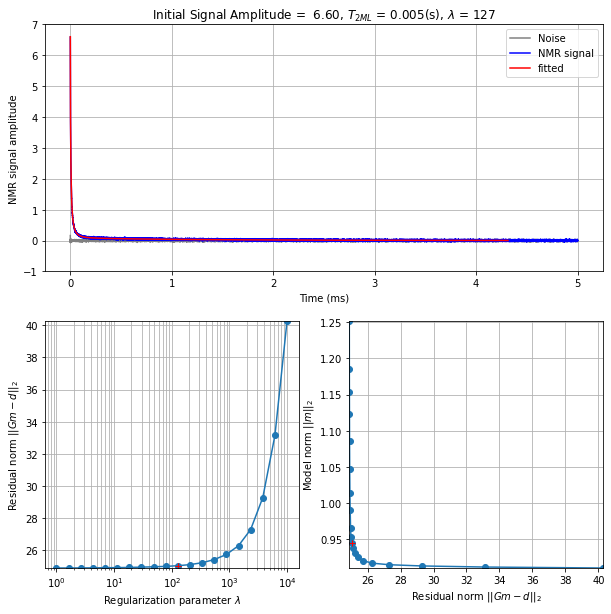 Initial Signal Amplitude =  6.60, $T_{2ML}$ = 0.005(s), λ = 127
7
6
5
4
3
2
1
0
−1
NMR signal amplitude
Noise
NMR signal
fitted
0 1 2 3 4 5
Time (ms)
40
38
36
34
32
30
28
26
Residual norm ||Gm − d||₂
10⁰ 10¹ 10² 10³ 10⁴
Regularization parameter λ
1.25
1.20
1.15
1.10
1.05
1.00
0.95
Model norm ||m||₂
26 28 30 32 34 36 38 40
Residual norm ||Gm − d||₂